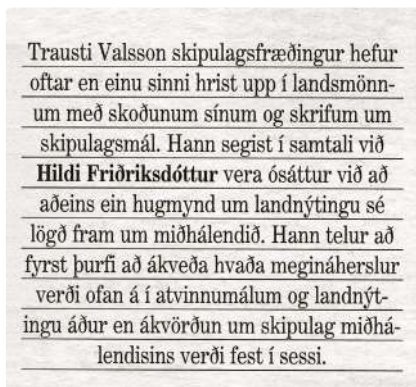 Trausti Valsson skipulagsfræðingur hefur
oftar en einu sinni hrist upp í landsmönn-
um með skoðunum sínum og skrifum um
skipulagsmál. Hann segist í samtali við
Hildi Friðriksdóttur vera ósáttur við að
aðeins ein hugmynd um landnýtingu sé
lögð fram um miðhálendið. Hann telur að
fyrst þurfi að ákveða hvaða megináherslur
verði ofan á í atvinnumálum og landnýt-
ingu áður en ákvörðun um skipulag miðhá-
lendisins verði fest í sessi.